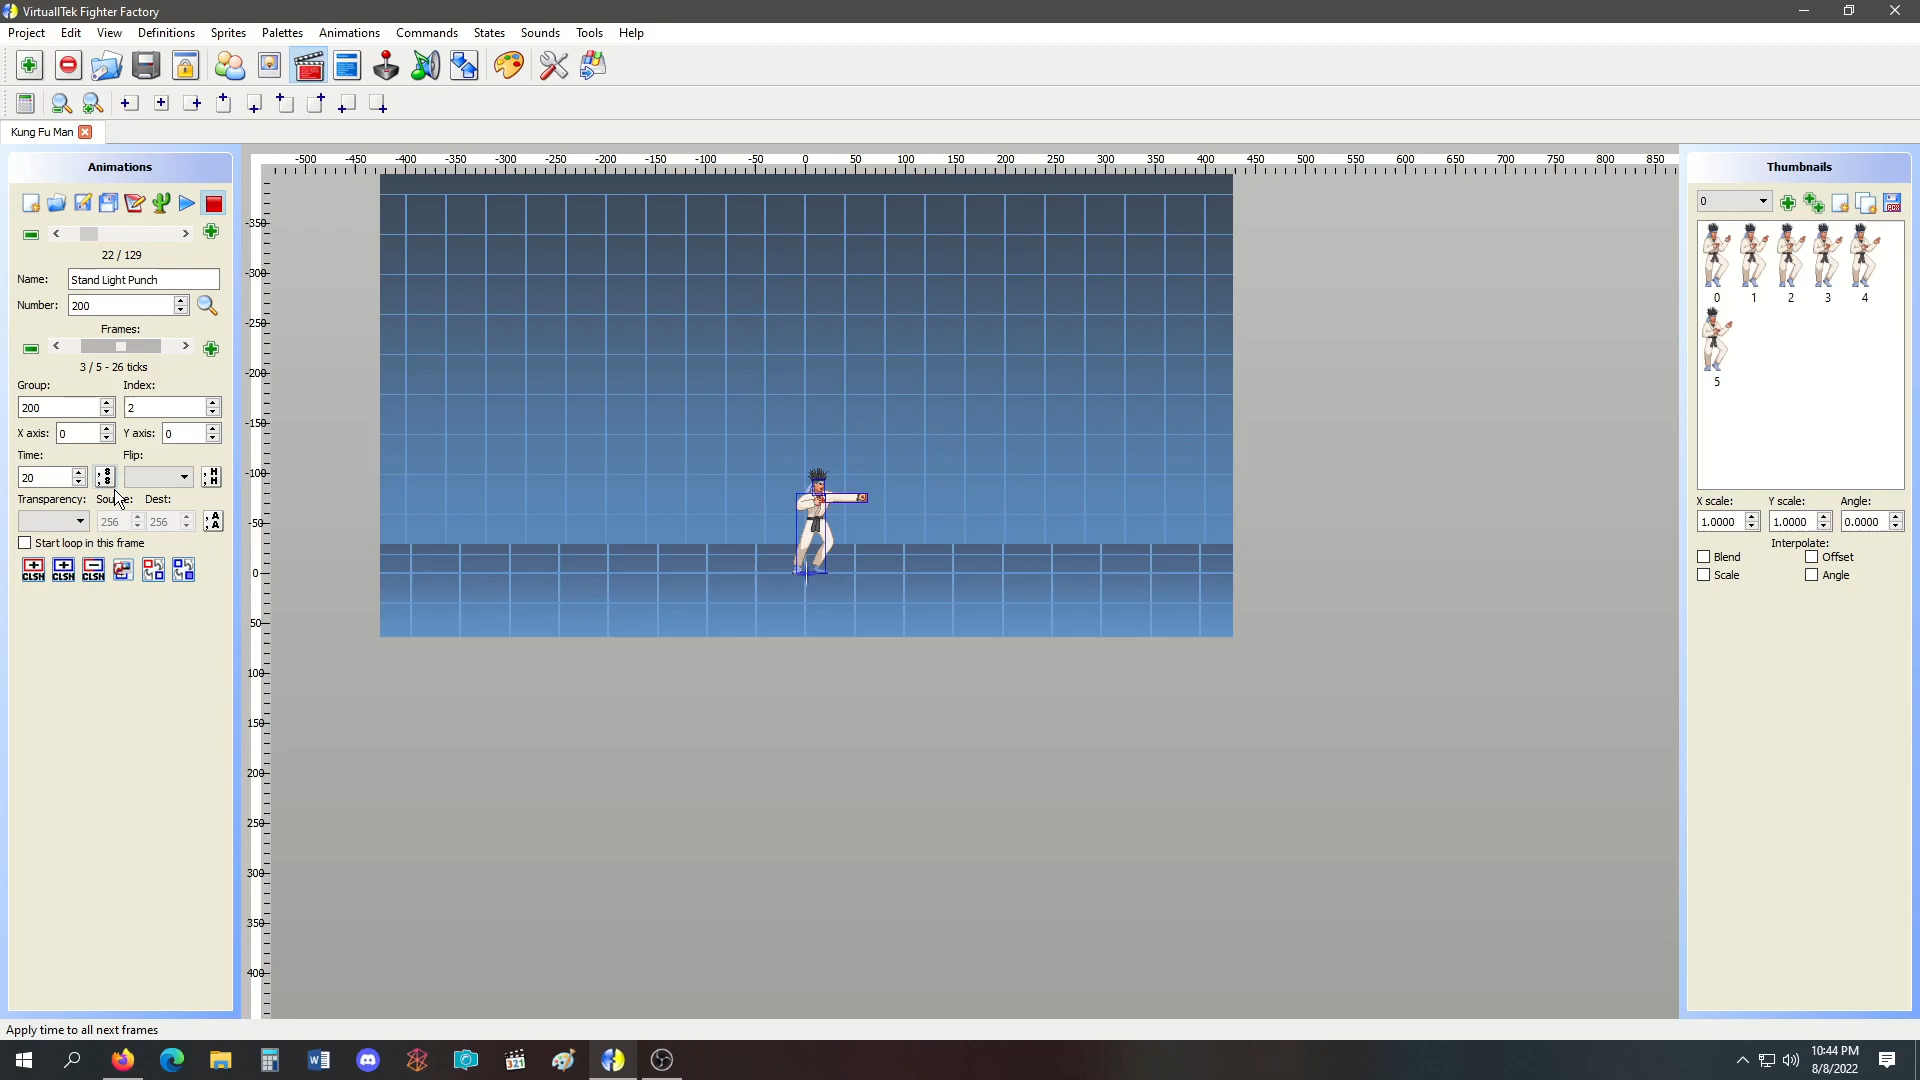 VirtuallTek Fighter Factory
Project Edit View Definitions Sprites Palettes Animations Commands States Sounds Tools Help
Kung Fu Man
Animations
22 / 129
Name: Stand Light Punch
Number: 200
Frames:
3 / 5 - 26 ticks
Group: Index:
200 2
X axis: 0 Y axis: 0
Time: Flip:
20
Transparency: Dest:
256 256
Start loop in this frame
CLSN CLSN CLSN
-500 -450 -400 -350 -300 -250 -200 -150 -100 -50 0 50 100 150 200 250 300 350 400 450 500 550 600 650 700 750 800 850
-350
-300
-250
-200
-150
-100
-50
0
50
100
150
200
250
300
350
400
Thumbnails
0
0 1 2 3 4
5
X scale: Y scale: Angle:
1.0000 1.0000 0.0000
Interpolate:
Blend Offset
Scale Angle
Apply time to all next frames
321
10:44 PM
8/8/2022